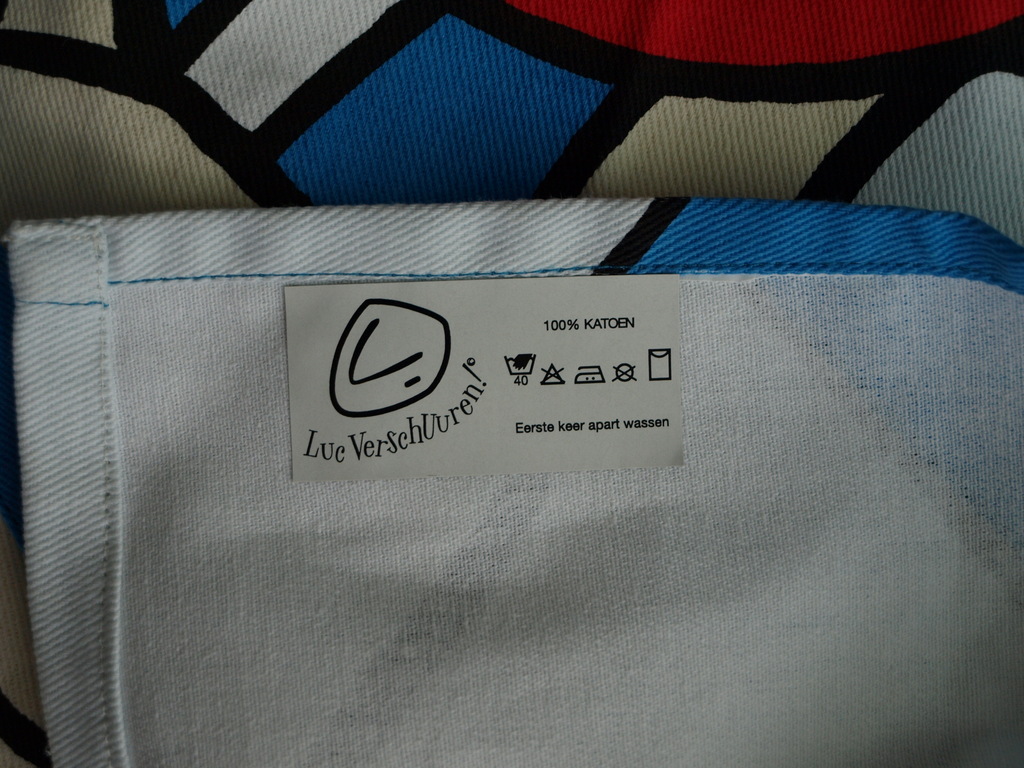 Luc VerschUuren!©
100% KATOEN
40
Eerste keer apart wassen